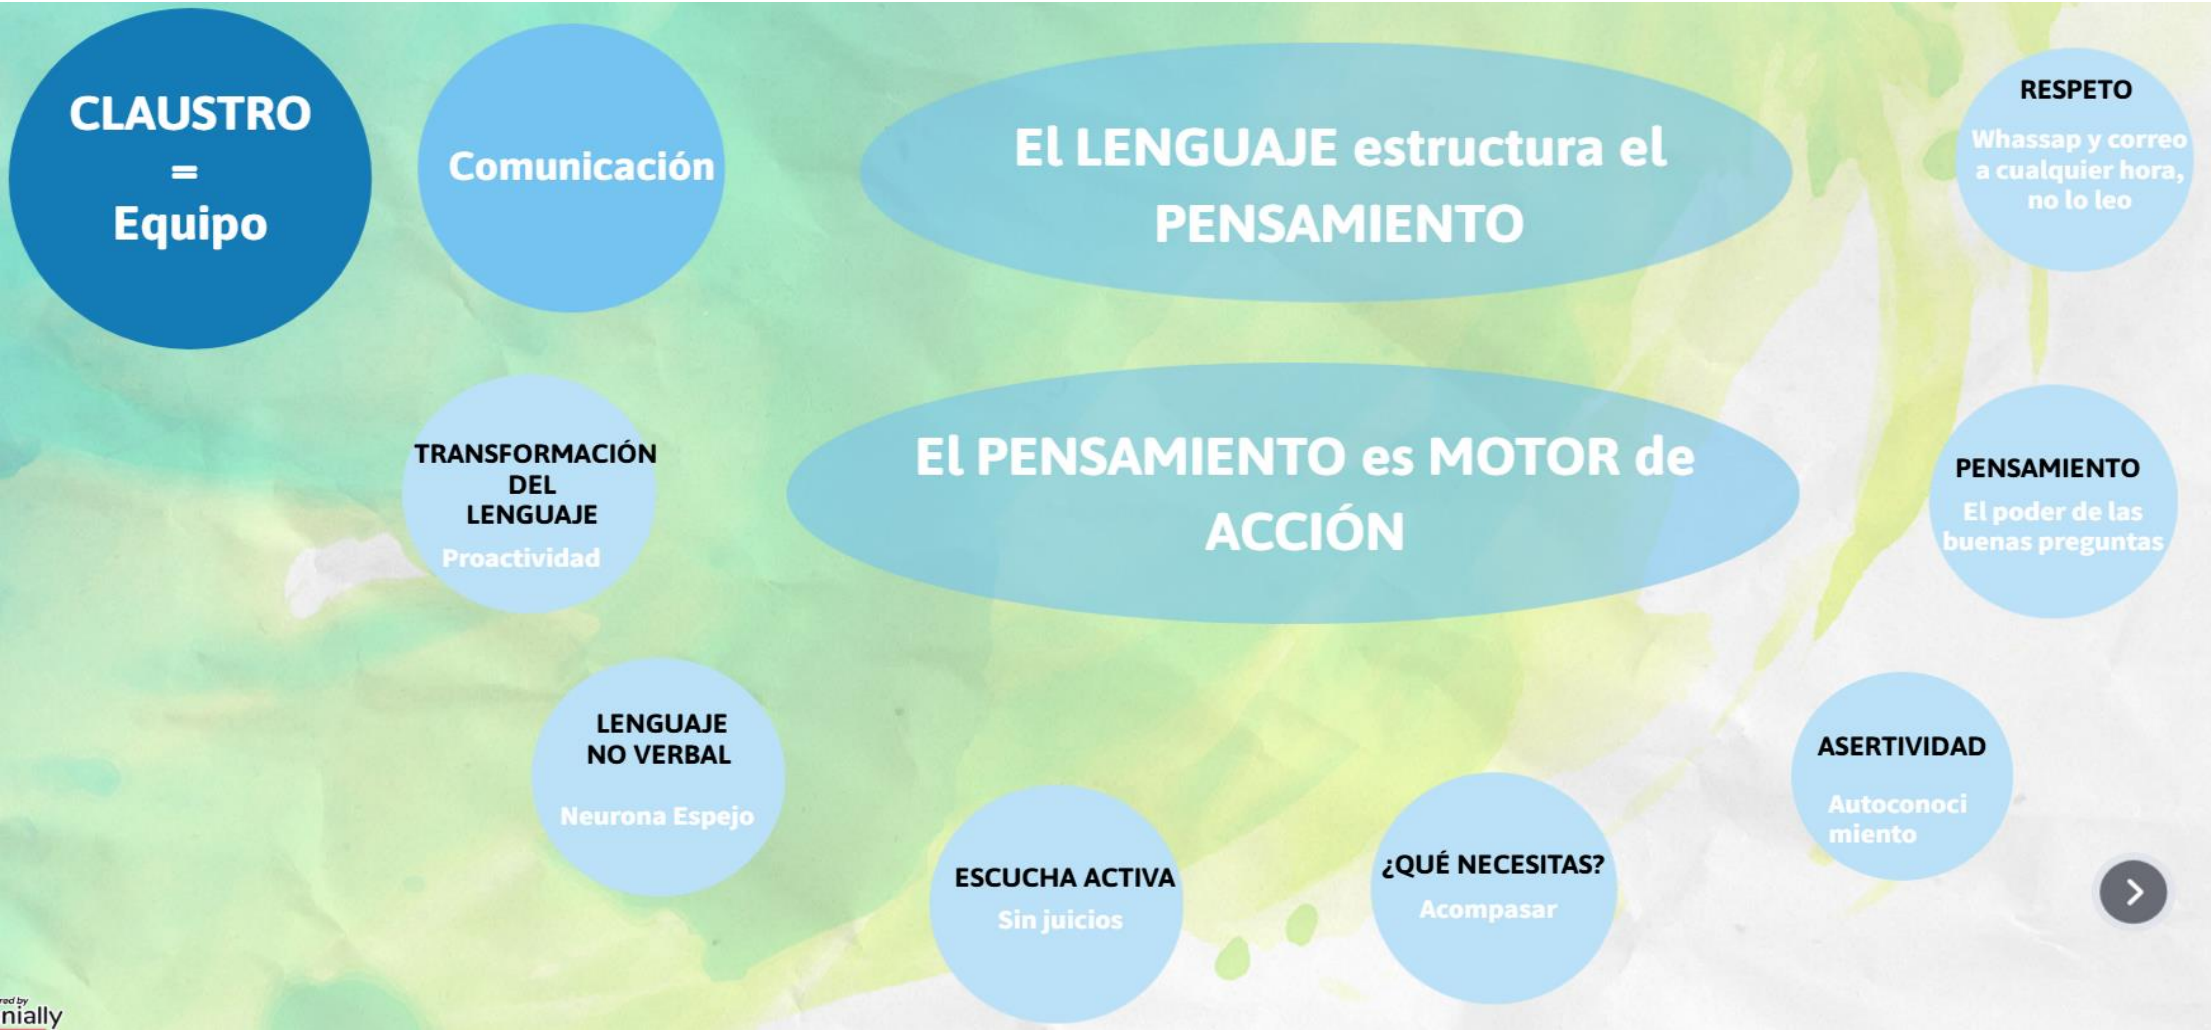 CLAUSTRO
=
Equipo
Comunicación
El LENGUAJE estructura el
PENSAMIENTO
RESPETO
Whassap y correo
a cualquier hora,
no lo leo
TRANSFORMACIÓN
DEL
LENGUAJE
Proactividad
El PENSAMIENTO es MOTOR de
ACCIÓN
PENSAMIENTO
El poder de las
buenas preguntas
LENGUAJE
NO VERBAL
Neurona Espejo
ESCUCHA ACTIVA
Sin juicios
¿QUÉ NECESITAS?
Acompasar
ASERTIVIDAD
Autoconoci
miento
red by
nially